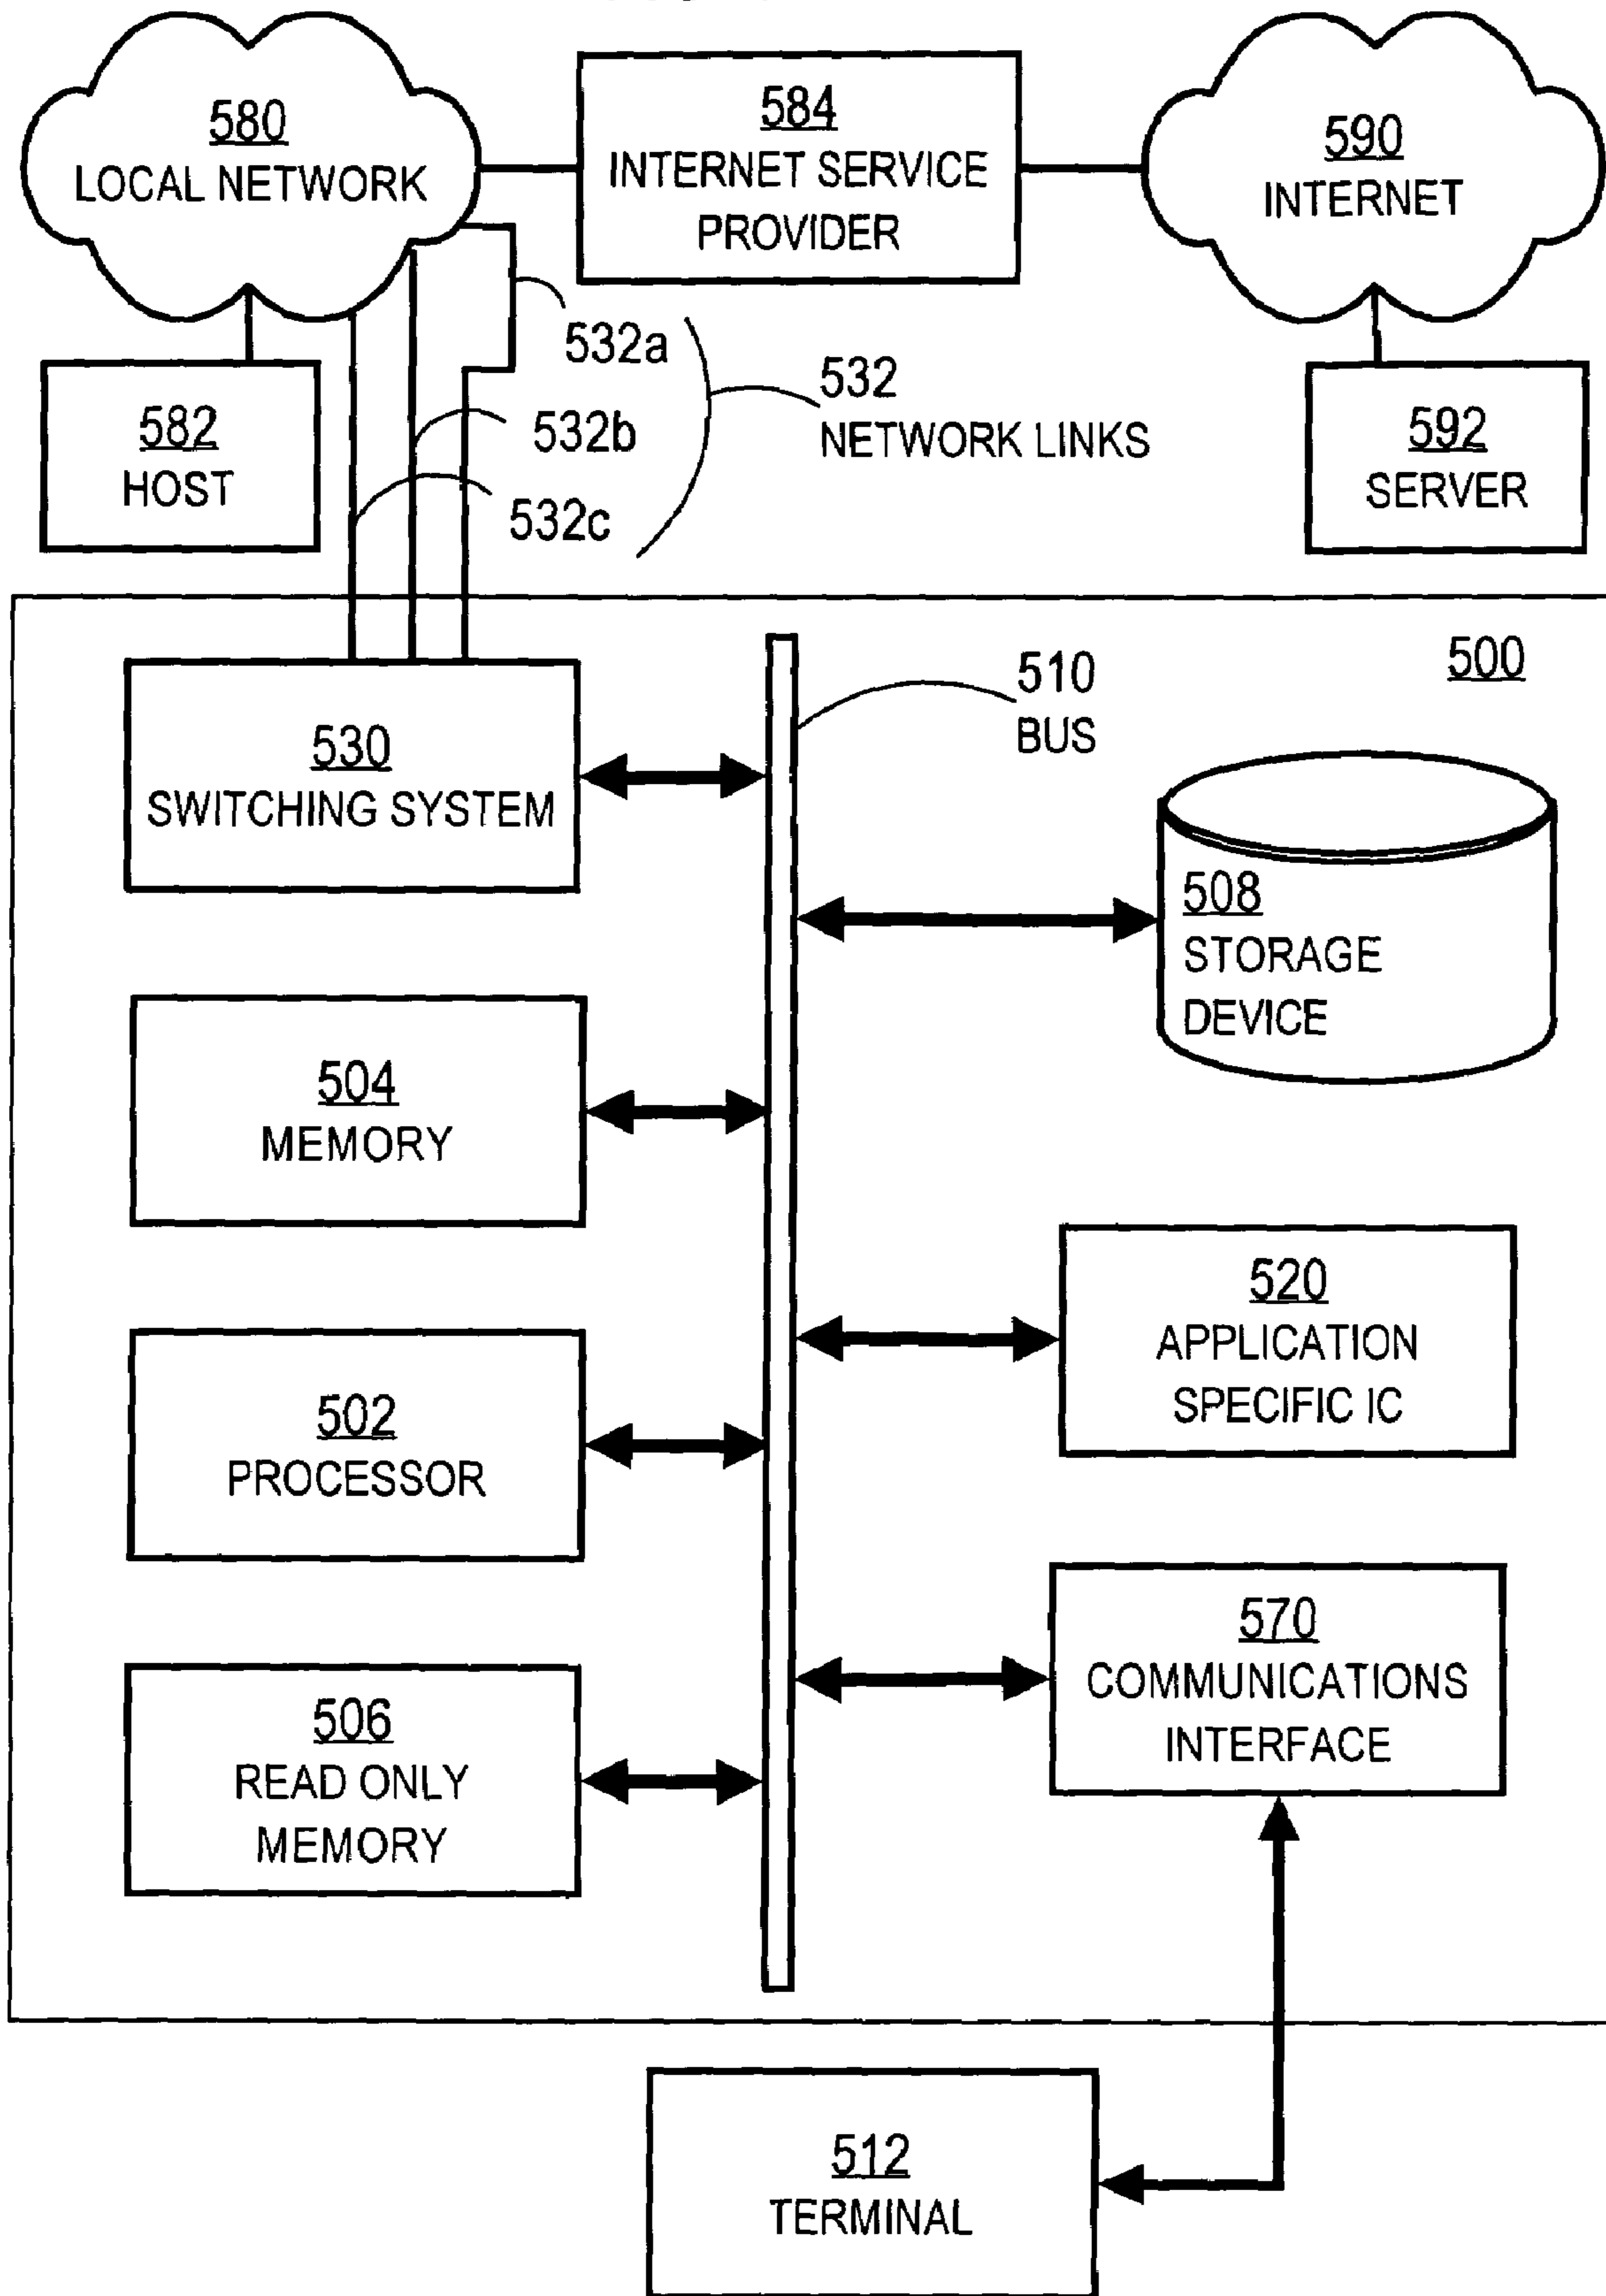 580
LOCAL NETWORK
584
INTERNET SERVICE
PROVIDER
590
INTERNET
532a
532b
532c
532
NETWORK LINKS
582
HOST
592
SERVER
500
510
BUS
530
SWITCHING SYSTEM
508
STORAGE
DEVICE
504
MEMORY
520
APPLICATION
SPECIFIC IC
502
PROCESSOR
570
COMMUNICATIONS
INTERFACE
506
READ ONLY
MEMORY
512
TERMINAL